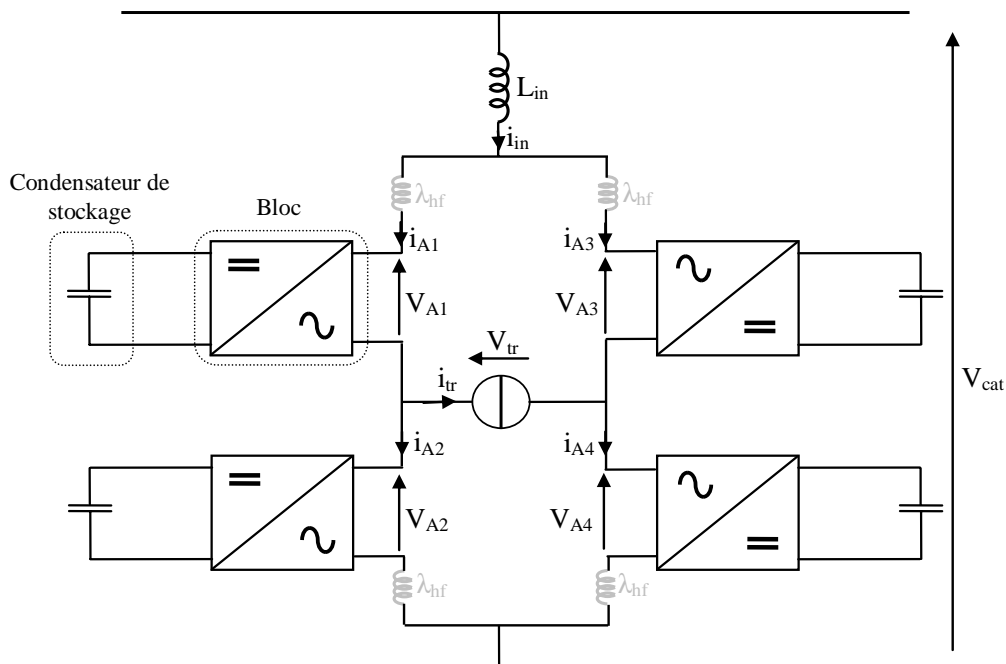 L_in
i_in
λ_hf
λ_hf
Condensateur de
stockage
Bloc
i_A1
i_A3
V_A1
V_A3
V_tr
V_cat
i_tr
i_A2
i_A4
V_A2
V_A4
λ_hf
λ_hf